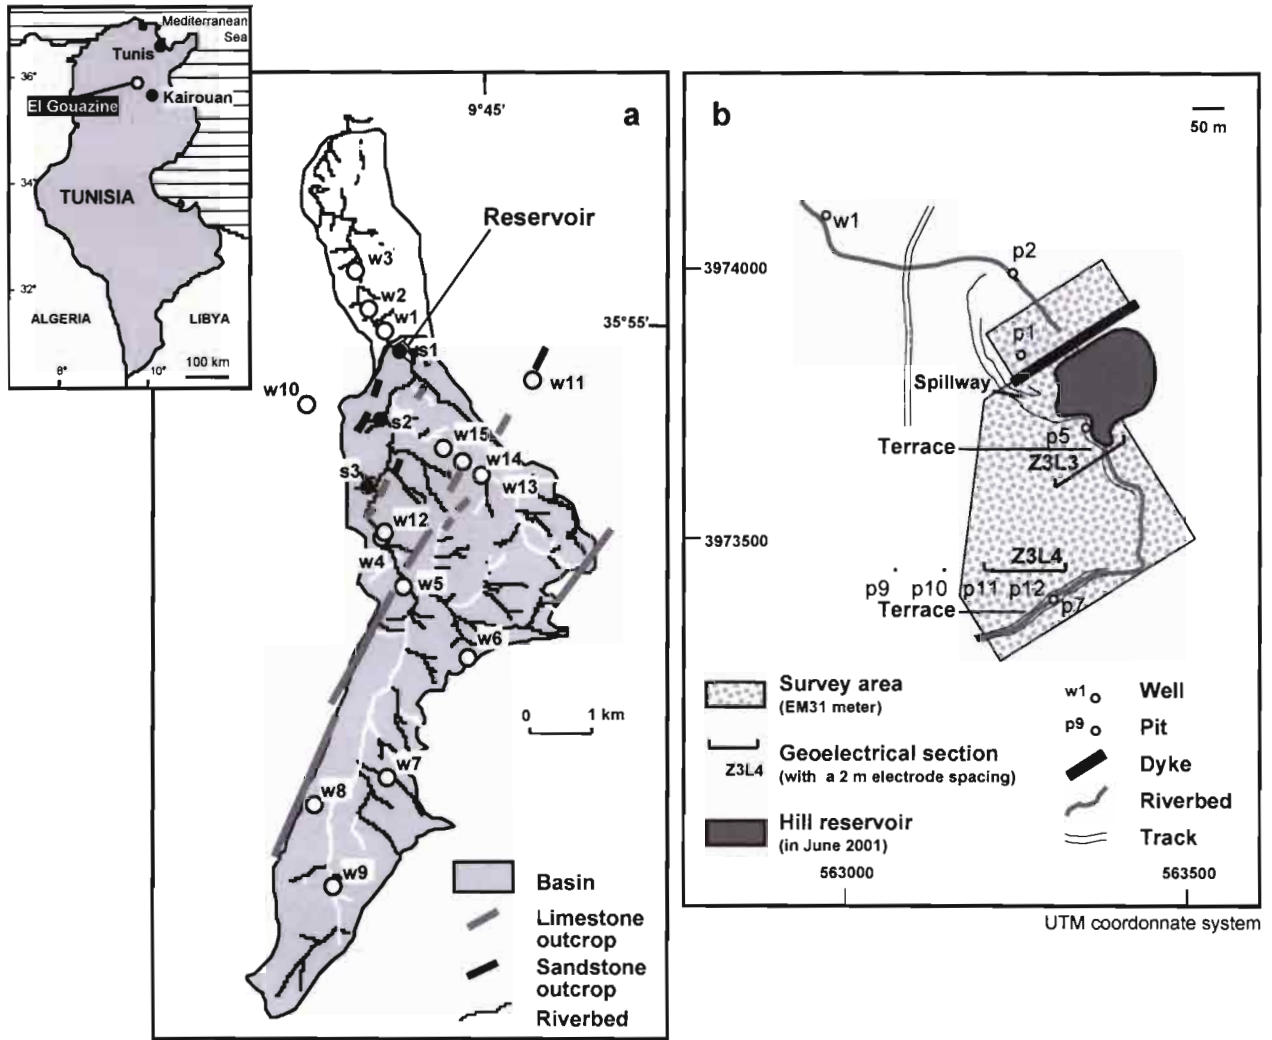 Mediterranean
Sea
Tunis
36°
El Gouazine
Kairouan
34°
TUNISIA
32°
ALGERIA
LIBYA
100 km
8°
10°
9°45'
a
Reservoir
w3
w2
w1
35°55'
s1
w10
w11
s2
w15
w14
s3
w13
w12
w4
w5
w6
0 1 km
w7
w8
w9
Basin
Limestone
outcrop
Sandstone
outcrop
Riverbed
b
50 m
w1
p2
3974000
p1
Spillway
p5
Terrace
Z3L3
3973500
Z3L4
p9 p10 p11 p12
Terrace
p7
Survey area
(EM31 meter)
Geoelectrical section
Z3L4
(with a 2 m electrode spacing)
Hill reservoir
(in June 2001)
w1
Well
p9
Pit
Dyke
Riverbed
Track
563000
563500
UTM coordonnate system